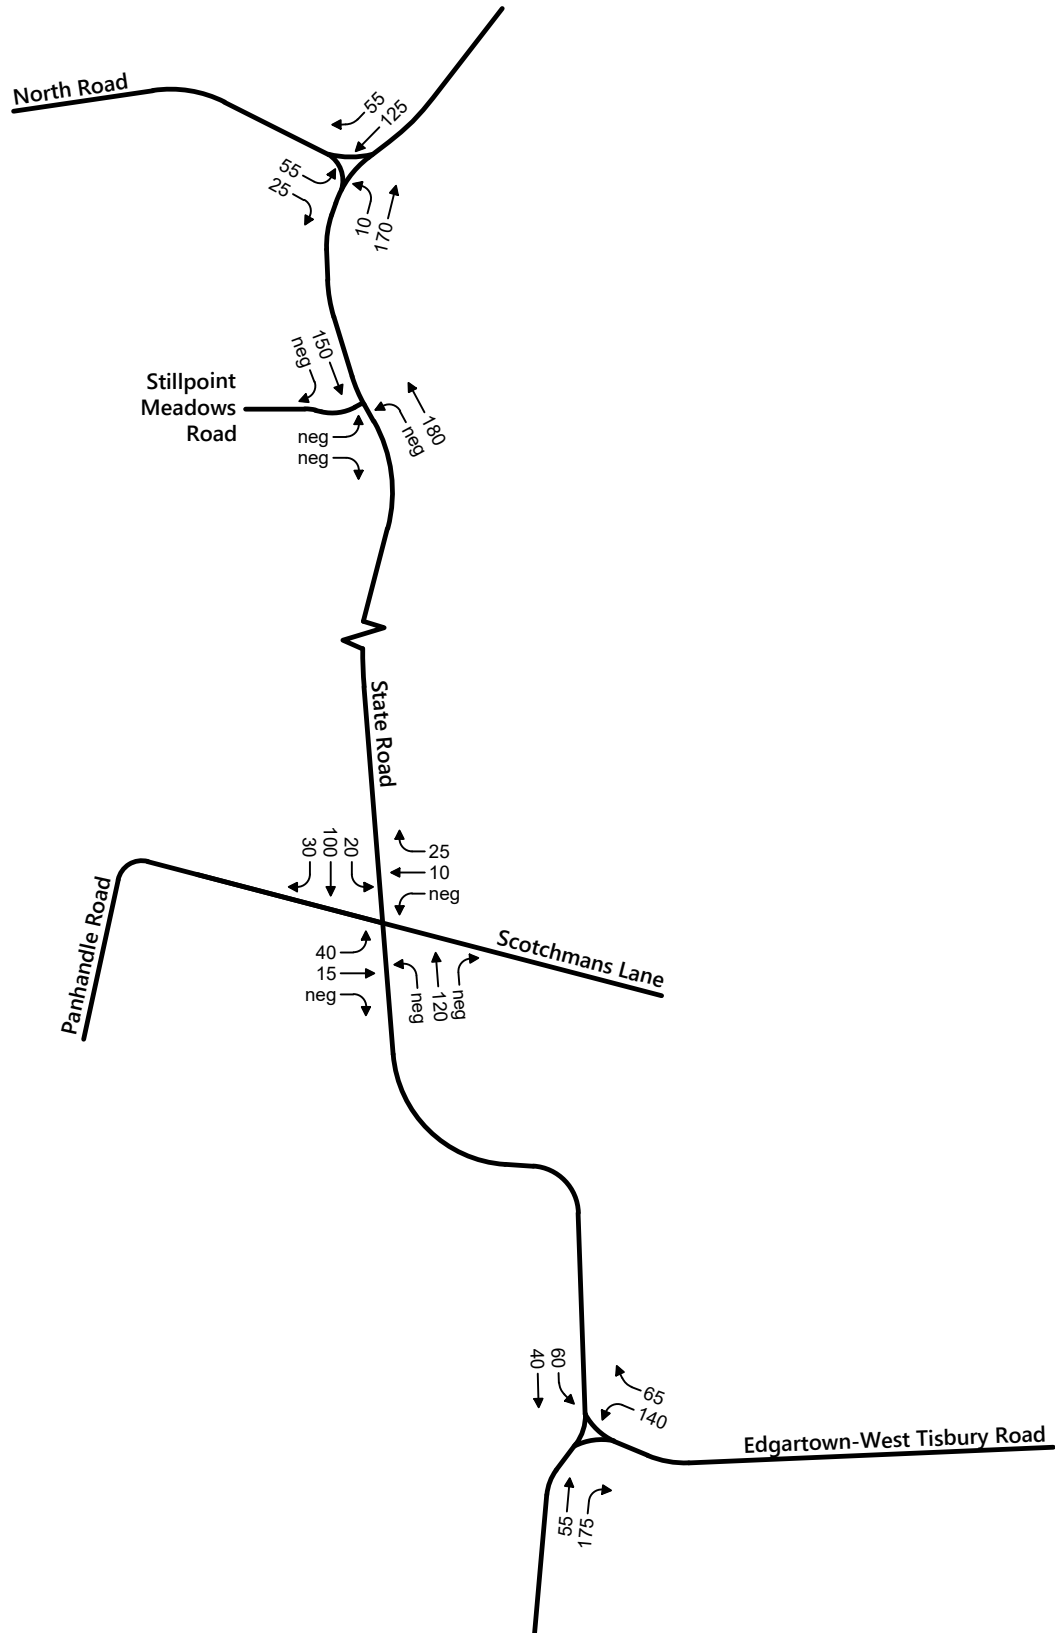 North Road
55
125
55
25
10
170
150
neg
Stillpoint
Meadows
Road
neg
neg
180
neg
State Road
30
100
20
25
10
neg
Panhandle Road
40
15
neg
neg
120
neg
Scotchmans Lane
40
60
65
140
Edgartown-West Tisbury Road
55
175